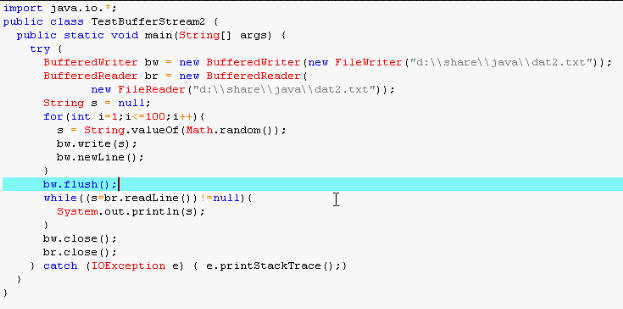 import java.io.*;
public class TestBufferStream2 {
  public static void main(String[] args) {
    try {
      BufferedWriter bw = new BufferedWriter(new FileWriter("d:\\share\\java\\dat2.txt"));
      BufferedReader br = new BufferedReader(
             new FileReader("d:\\share\\java\\dat2.txt"));
      String s = null;
      for(int i=1;i<=100;i++){
        s = String.valueOf(Math.random());
        bw.write(s);
        bw.newLine();
      }
      bw.flush();
      while((s=br.readLine())!=null){
        System.out.println(s);
      }
      bw.close();
      br.close();
    } catch (IOException e) { e.printStackTrace();}
  }
}